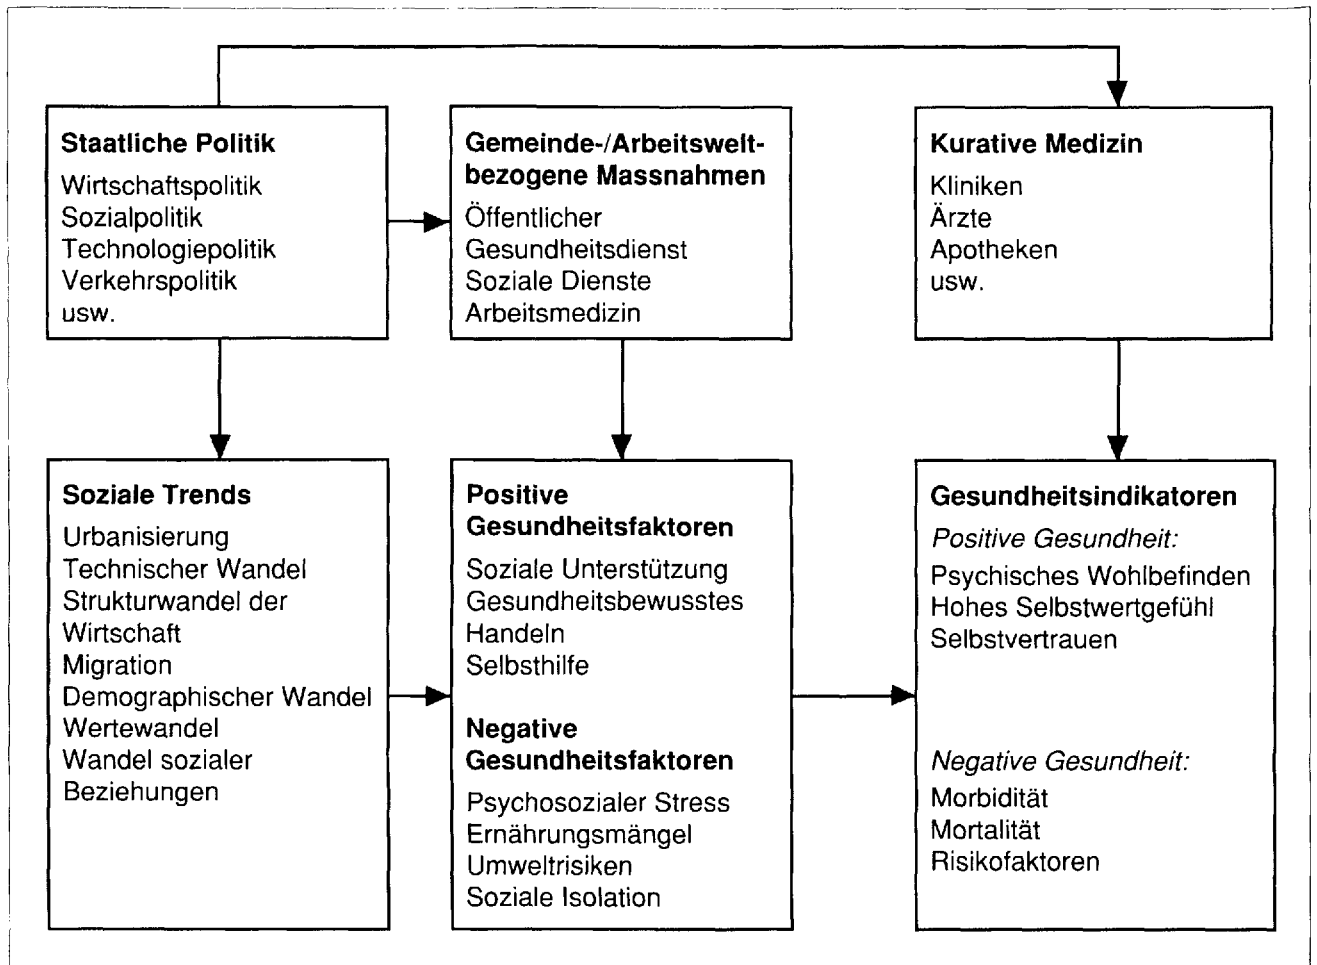 Staatliche Politik
Wirtschaftspolitik
Sozialpolitik
Technologiepolitik
Verkehrspolitik
usw.
Gemeinde-/Arbeitswelt-
bezogene Massnahmen
Öffentlicher
Gesundheitsdienst
Soziale Dienste
Arbeitsmedizin
Kurative Medizin
Kliniken
Ärzte
Apotheken
usw.
Soziale Trends
Urbanisierung
Technischer Wandel
Strukturwandel der
Wirtschaft
Migration
Demographischer Wandel
Wertewandel
Wandel sozialer
Beziehungen
Positive
Gesundheitsfaktoren
Soziale Unterstützung
Gesundheitsbewusstes
Handeln
Selbsthilfe
Negative
Gesundheitsfaktoren
Psychosozialer Stress
Ernährungsmängel
Umweltrisiken
Soziale Isolation
Gesundheitsindikatoren
Positive Gesundheit:
Psychisches Wohlbefinden
Hohes Selbstwertgefühl
Selbstvertrauen
Negative Gesundheit:
Morbidität
Mortalität
Risikofaktoren